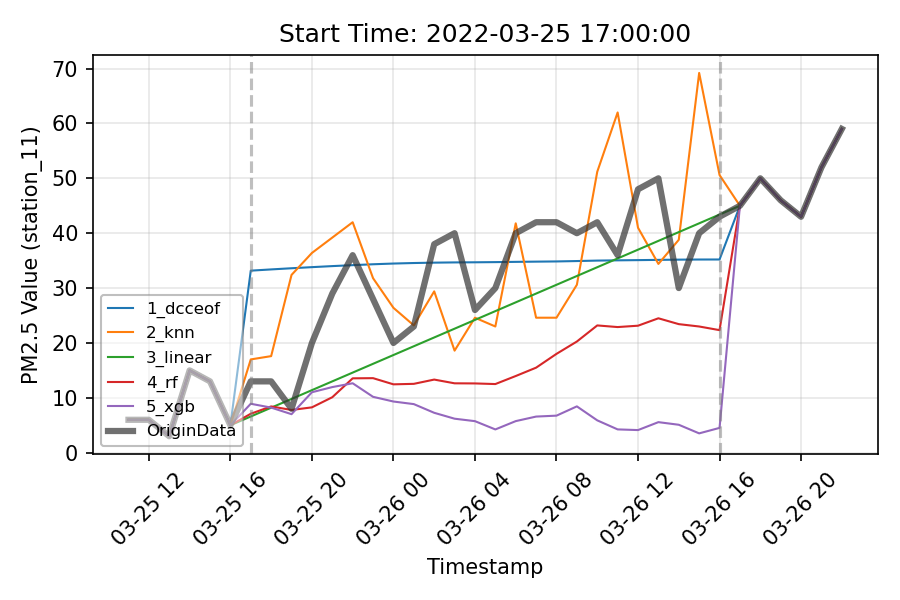 Start Time: 2022-03-25 17:00:00
PM2.5 Value (station_11)
70
60
50
40
30
20
10
0
1_dcceof
2_knn
3_linear
4_rf
5_xgb
OriginData
03-25 12
03-25 16
03-25 20
03-26 00
03-26 04
03-26 08
03-26 12
03-26 16
03-26 20
Timestamp